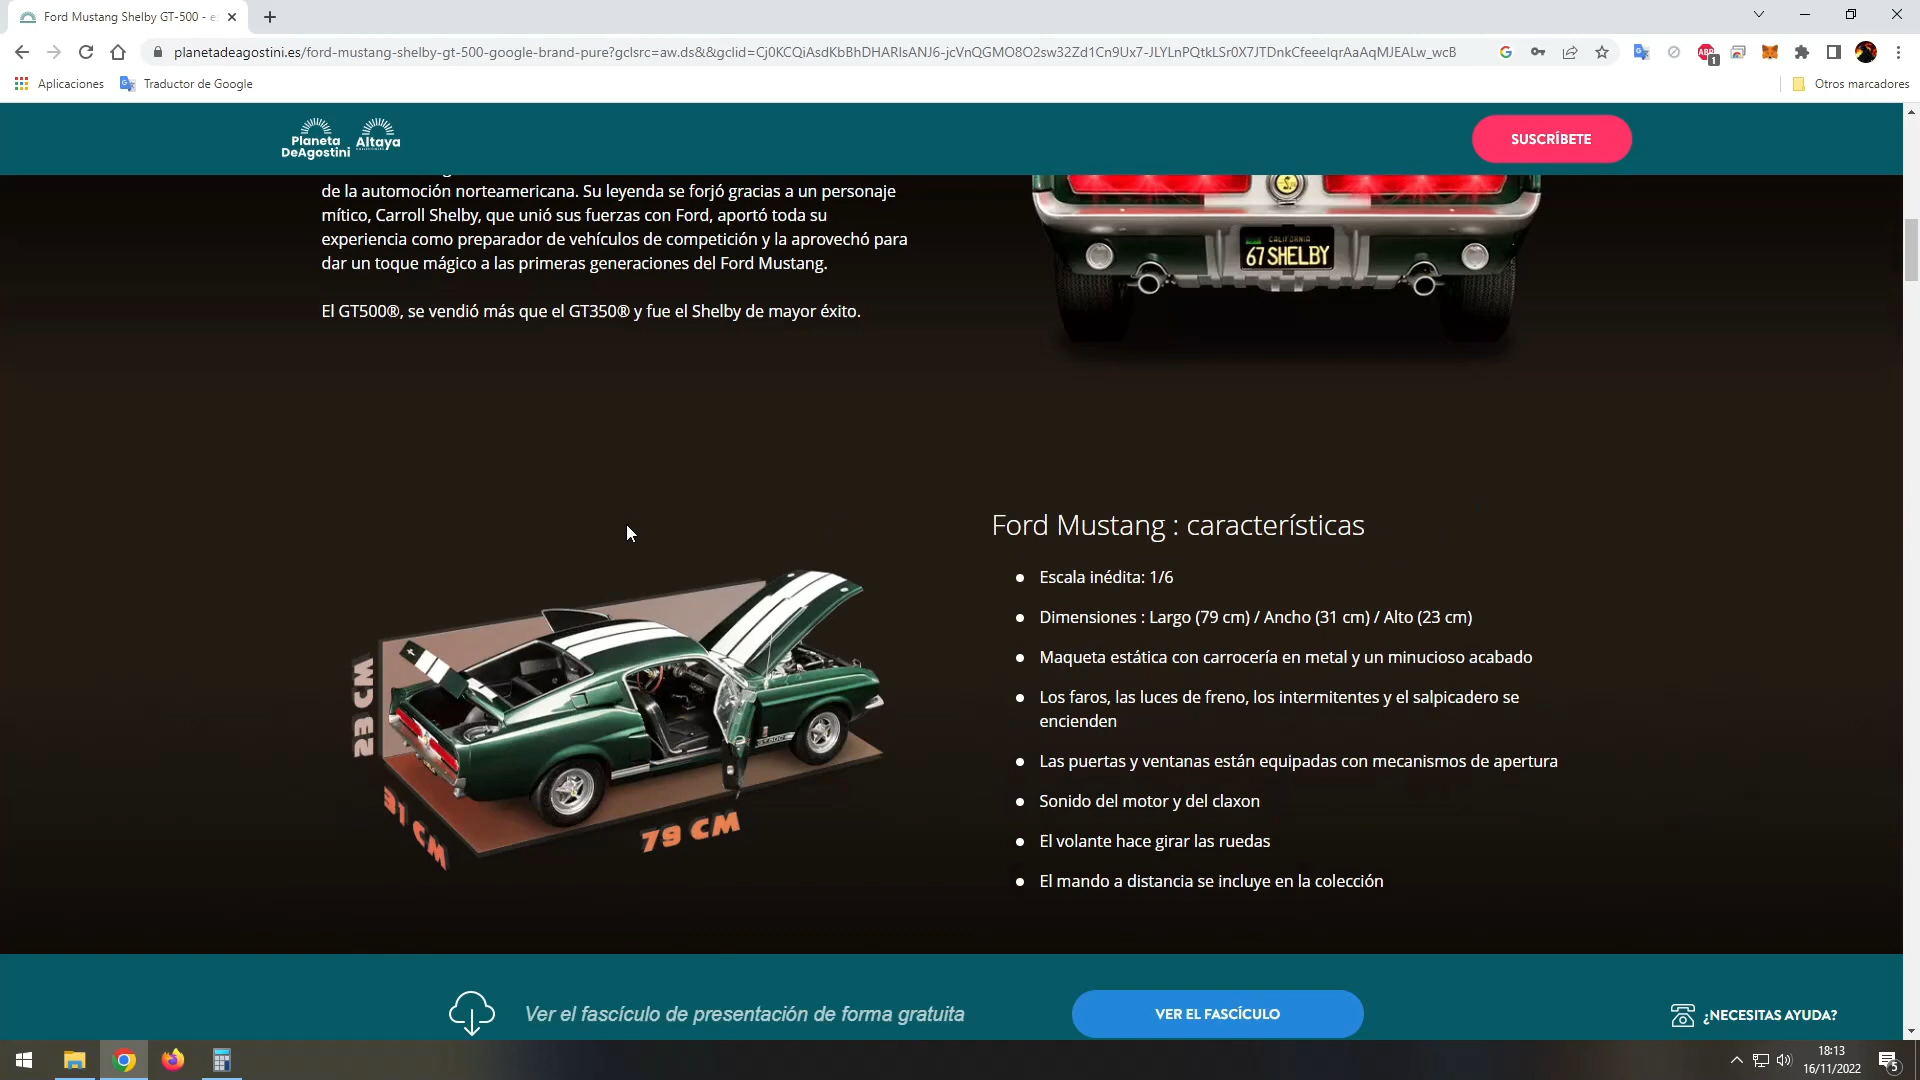 Ford Mustang Shelby GT-500 - e
planetadeagostini.es/ford-mustang-shelby-gt-500-google-brand-pure?gclsrc=aw.ds&&gclid=Cj0KCQiAsdKbBhDHARIsANJ6-jcVnQGMO8O2sw32Zd1Cn9Ux7-JLYLnPQtkLSr0X7JTDnkCfeeeIqrAaAqMJEALw_wcB
Aplicaciones
Traductor de Google
Otros marcadores
Planeta DeAgostini
Altaya
SUSCRÍBETE
de la automoción norteamericana. Su leyenda se forjó gracias a un personaje
mítico, Carroll Shelby, que unió sus fuerzas con Ford, aportó toda su
experiencia como preparador de vehículos de competición y la aprovechó para
dar un toque mágico a las primeras generaciones del Ford Mustang.
El GT500®, se vendió más que el GT350® y fue el Shelby de mayor éxito.
CALIFORNIA
67 SHELBY
Ford Mustang : características
Escala inédita: 1/6
Dimensiones : Largo (79 cm) / Ancho (31 cm) / Alto (23 cm)
Maqueta estática con carrocería en metal y un minucioso acabado
Los faros, las luces de freno, los intermitentes y el salpicadero se
encienden
Las puertas y ventanas están equipadas con mecanismos de apertura
Sonido del motor y del claxon
El volante hace girar las ruedas
El mando a distancia se incluye en la colección
23 CM
31 CM
79 CM
Ver el fascículo de presentación de forma gratuita
VER EL FASCÍCULO
¿NECESITAS AYUDA?
18:13
16/11/2022
5